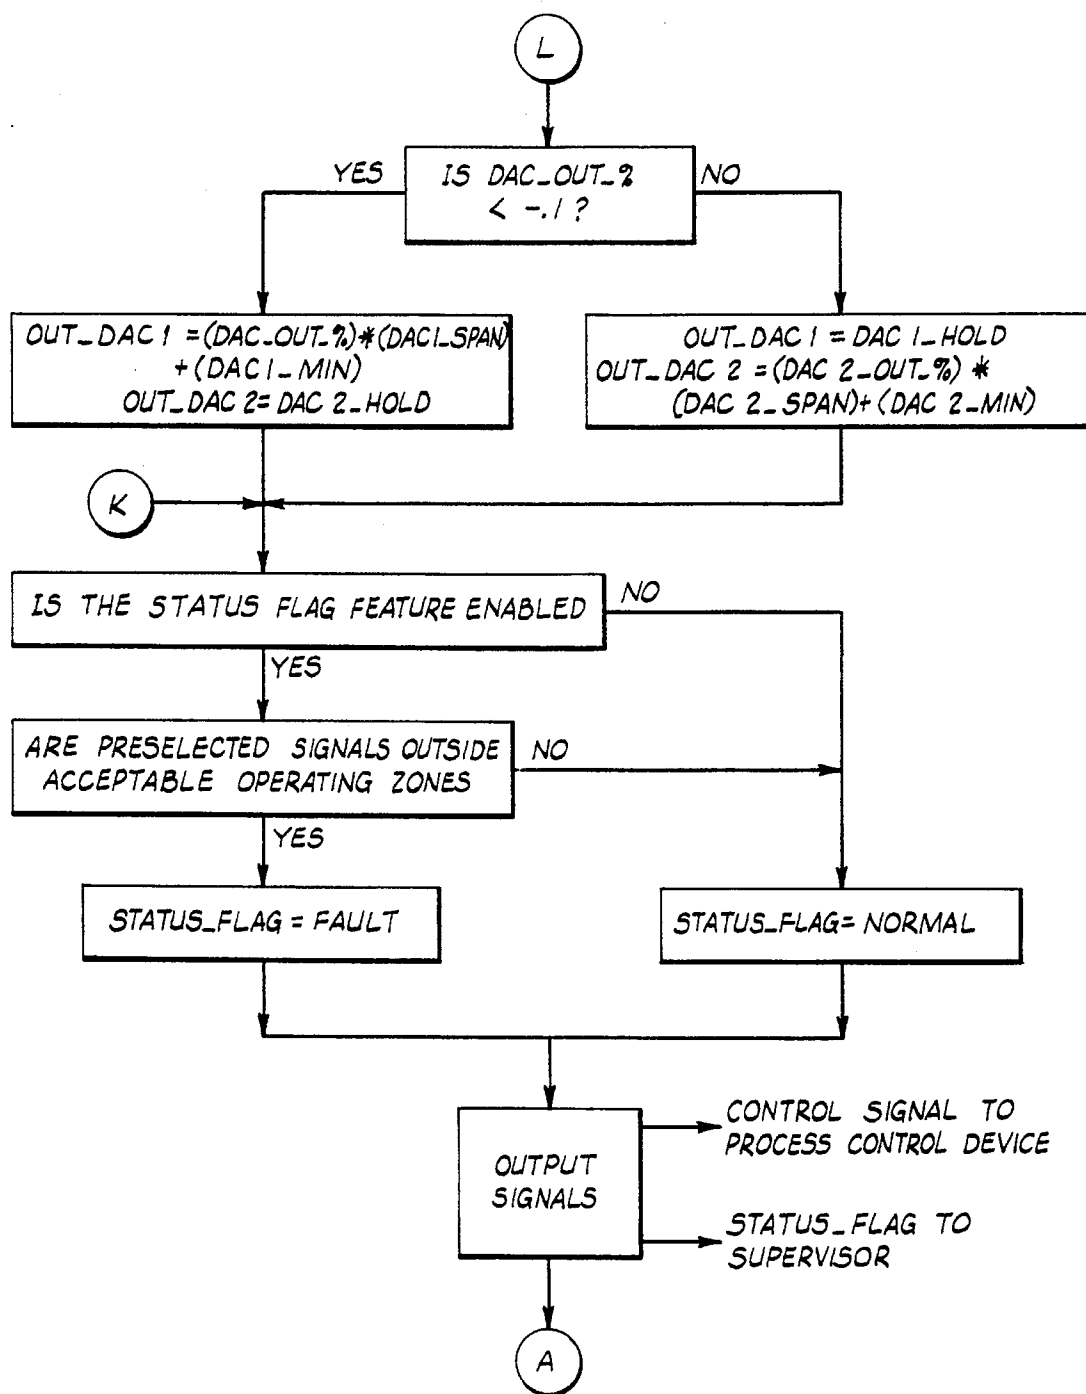 L
YES
IS DAC_OUT_%
< -.1?
NO
OUT_DAC 1 =(DAC_OUT_%)*(DAC1_SPAN)
+(DAC1_MIN)
OUT_DAC 2= DAC 2_HOLD
OUT_DAC 1 = DAC 1_HOLD
OUT_DAC 2 =(DAC 2_OUT_%) *
(DAC 2_SPAN)+(DAC 2_MIN)
K
IS THE STATUS FLAG FEATURE ENABLED
NO
YES
ARE PRESELECTED SIGNALS OUTSIDE
ACCEPTABLE OPERATING ZONES
NO
YES
STATUS_FLAG = FAULT
STATUS_FLAG= NORMAL
OUTPUT
SIGNALS
CONTROL SIGNAL TO
PROCESS CONTROL DEVICE
STATUS_FLAG TO
SUPERVISOR
A